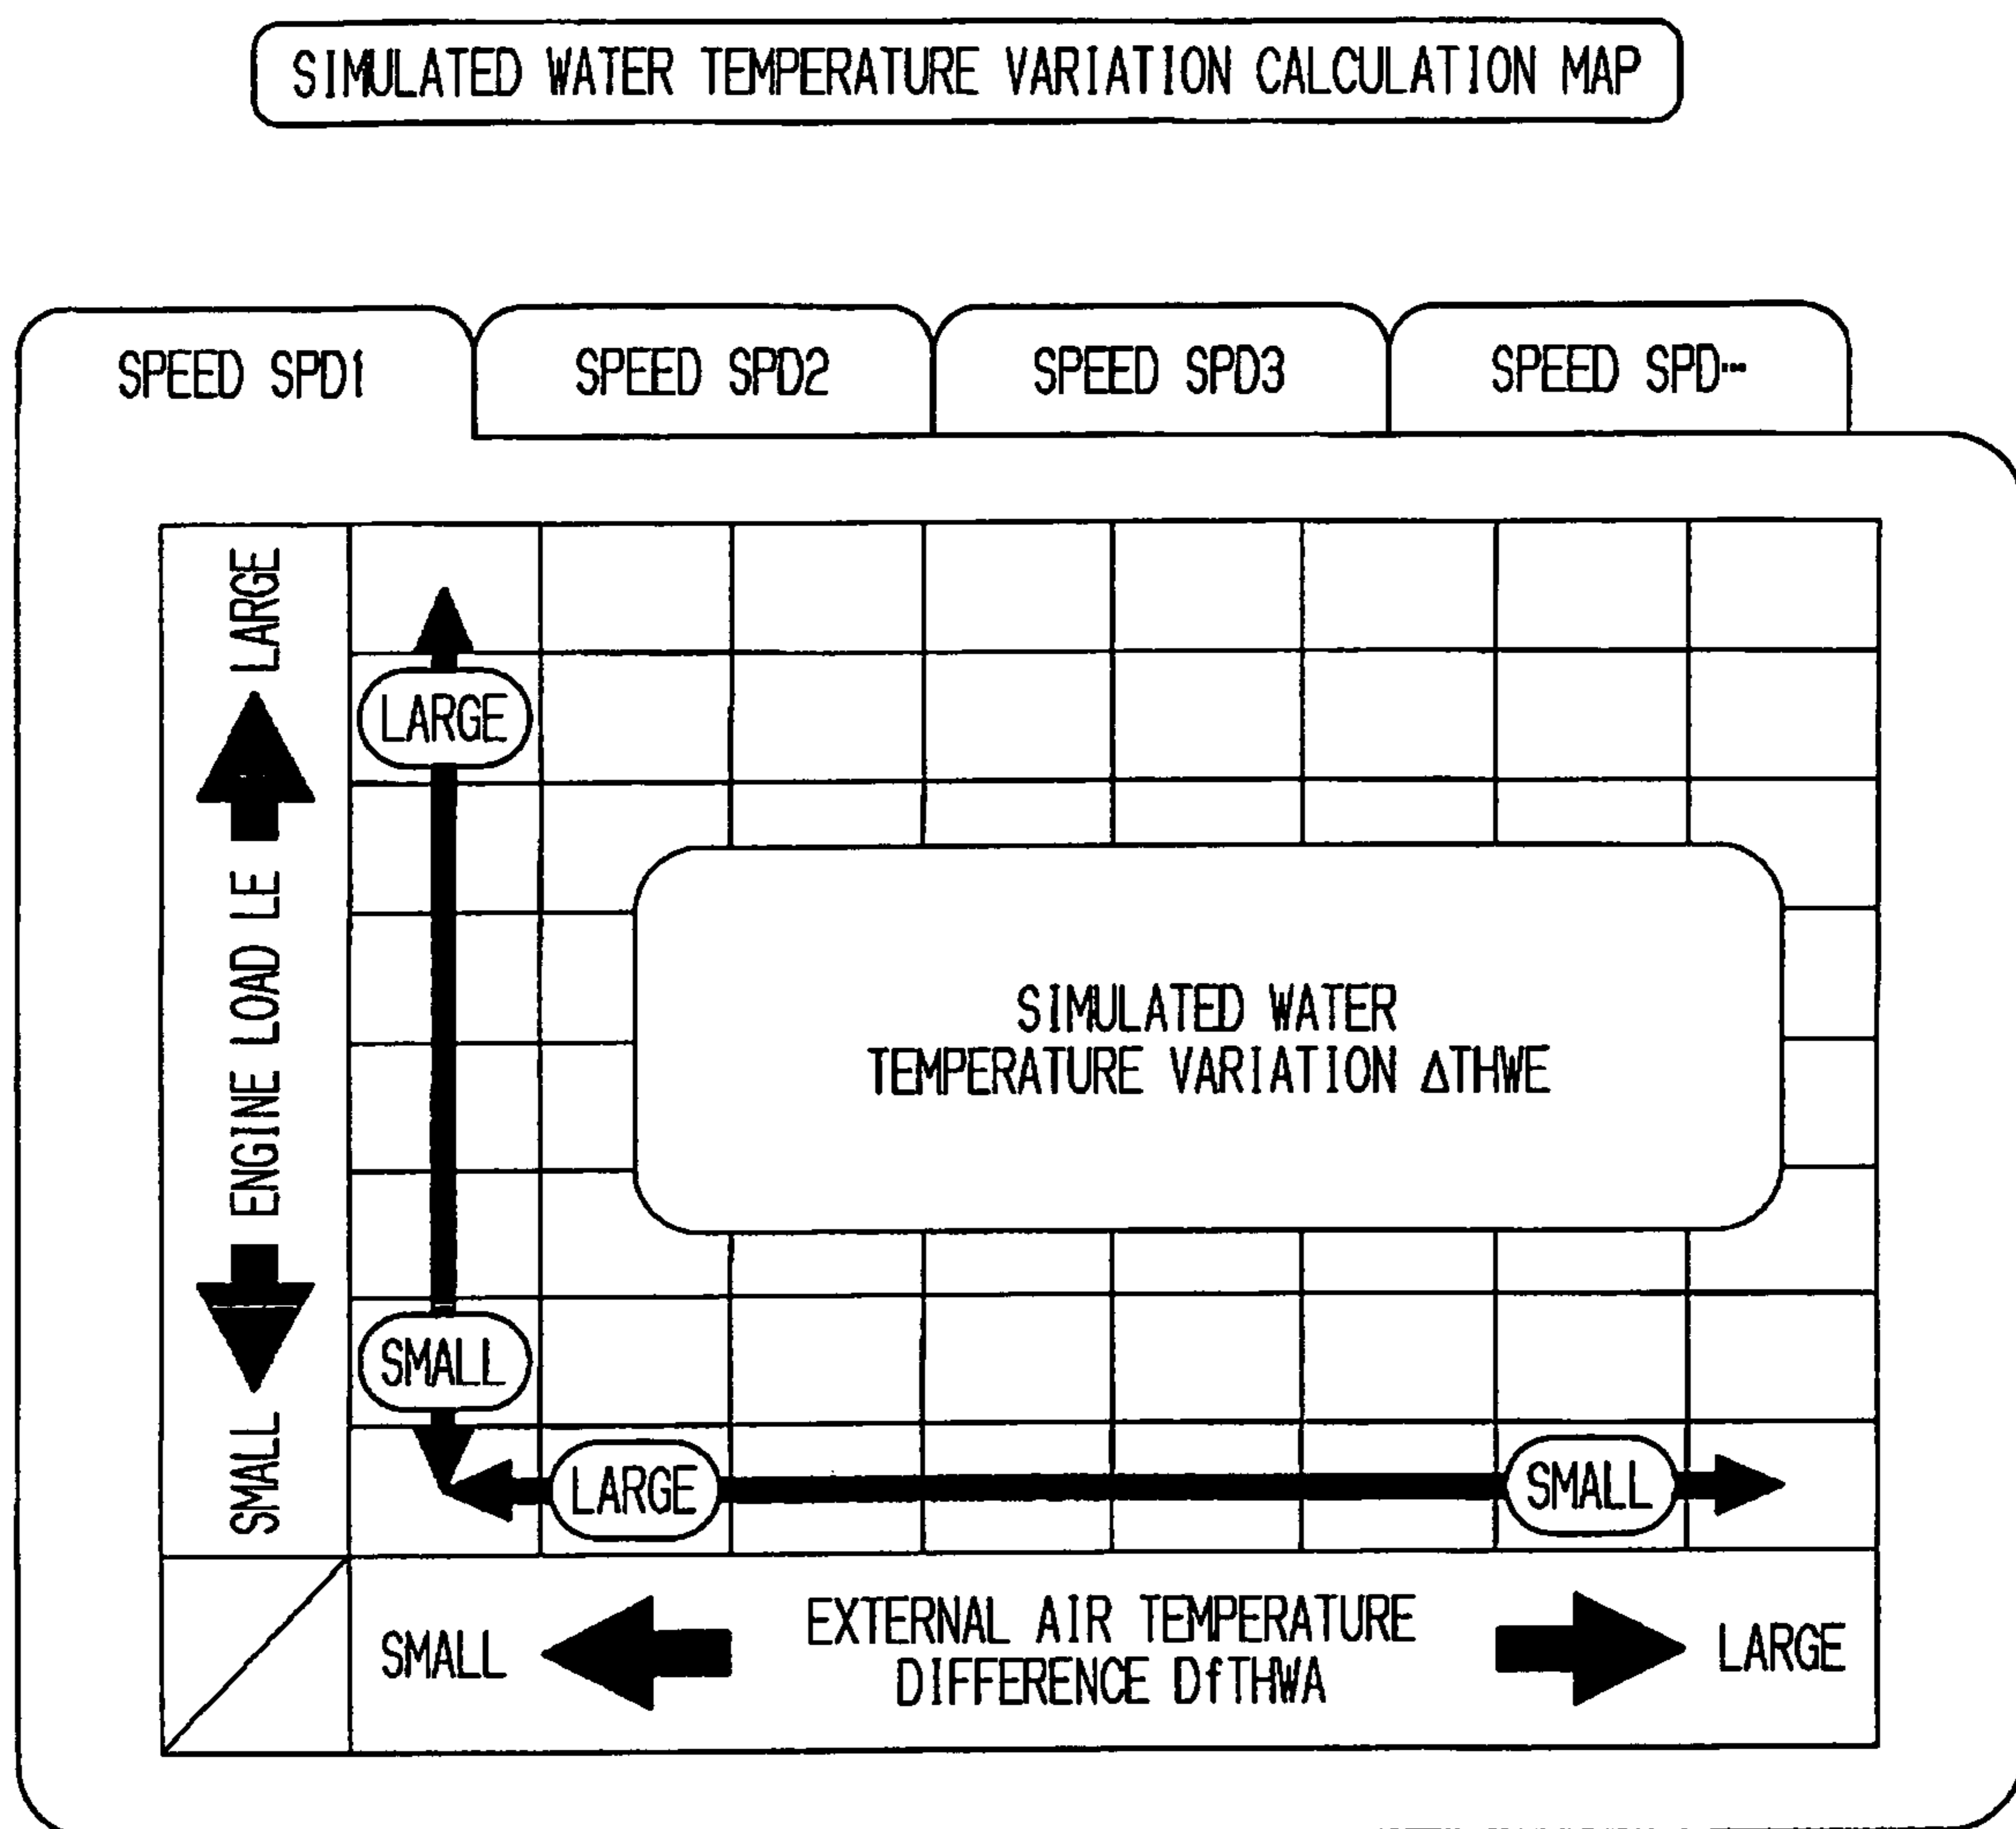 SIMULATED WATER TEMPERATURE VARIATION CALCULATION MAP
SPEED SPD1
SPEED SPD2
SPEED SPD3
SPEED SPD…
LARGE
ENGINE LOAD LE
SMALL
LARGE
SMALL
SIMULATED WATER
TEMPERATURE VARIATION ΔTHWE
LARGE
SMALL
SMALL
EXTERNAL AIR TEMPERATURE
DIFFERENCE DfTHWA
LARGE